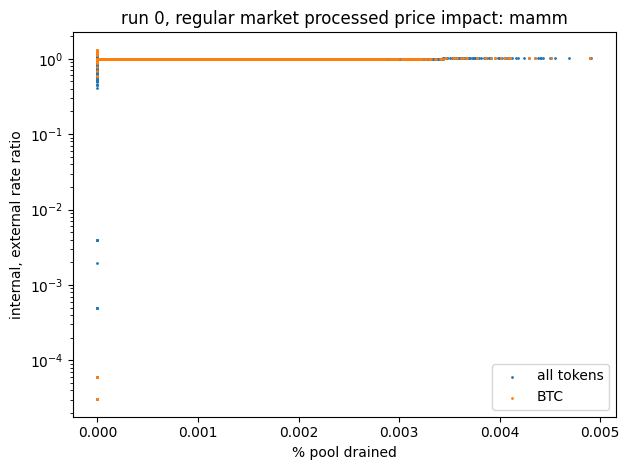 run 0, regular market processed price impact: mamm
internal, external rate ratio
10⁰
10⁻¹
10⁻²
10⁻³
10⁻⁴
0.000 0.001 0.002 0.003 0.004 0.005
% pool drained
all tokens
BTC